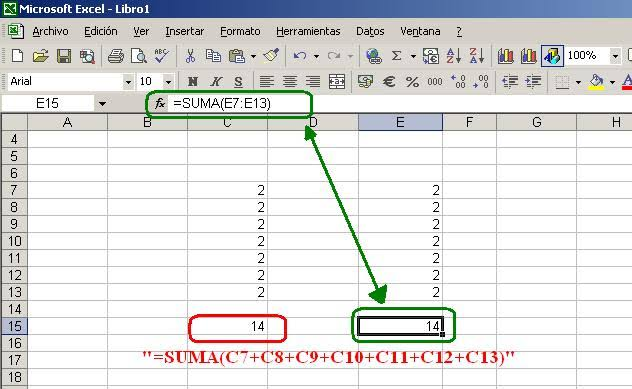 Microsoft Excel - Libro1
Archivo Edición Ver Insertar Formato Herramientas Datos Ventana ?
100%
Arial 10 N K S € % 000
E15 fx =SUMA(E7:E13)
A B C D E F G H
4
5
6
7 2 2
8 2 2
9 2 2
10 2 2
11 2 2
12 2 2
13 2 2
14
15 14 14
16
17 "=SUMA(C7+C8+C9+C10+C11+C12+C13)"
18